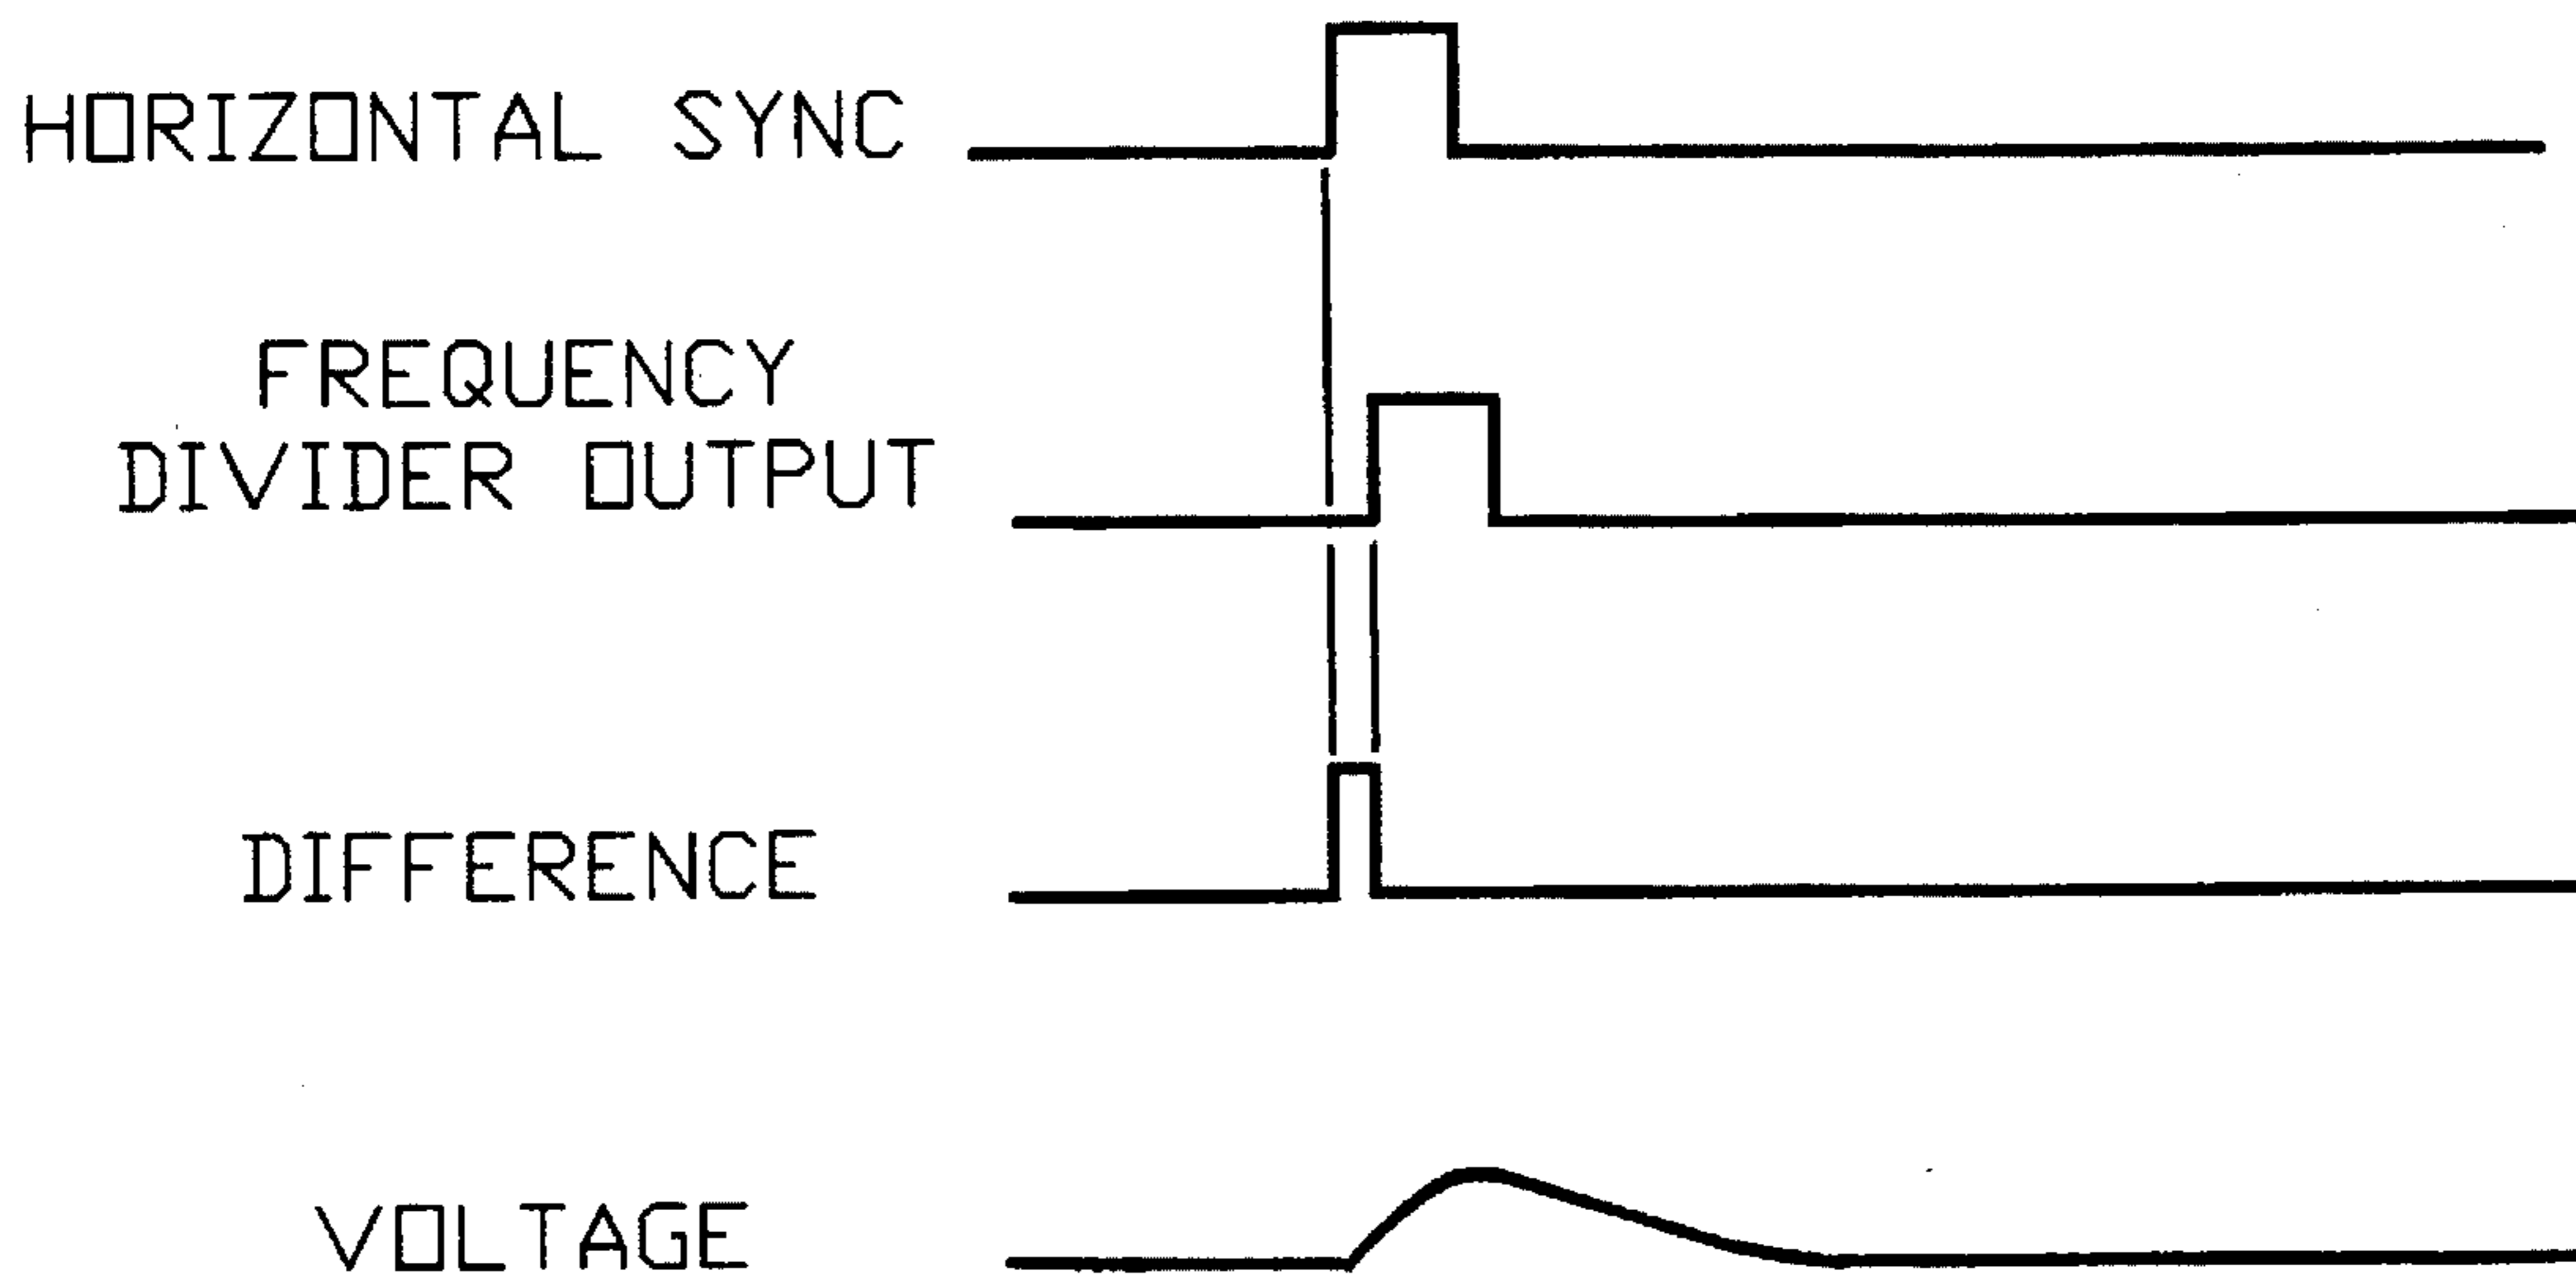 HORIZONTAL SYNC
FREQUENCY
DIVIDER OUTPUT
DIFFERENCE
VOLTAGE